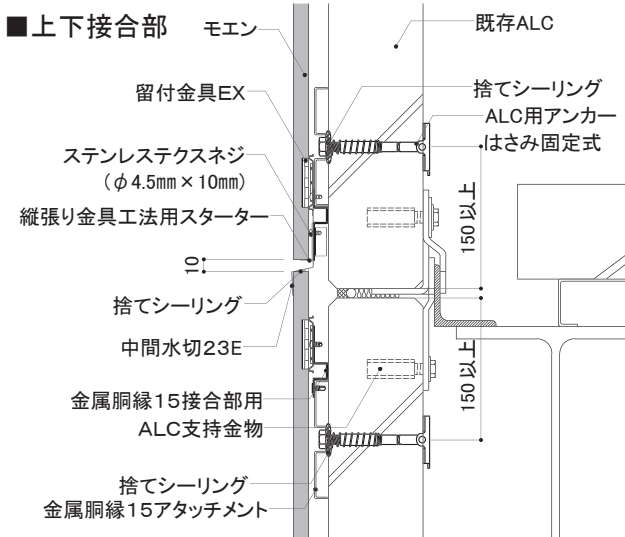 ■上下接合部
モエン
既存ALC
留付金具EX
捨てシーリング
ALC用アンカー
はさみ固定式
ステンレステクスネジ
(φ4.5mm×10mm)
縦張り金具工法用スターター
150以上
10
捨てシーリング
中間水切23E
150以上
金属胴縁15接合部用
ALC支持金物
捨てシーリング
金属胴縁15アタッチメント